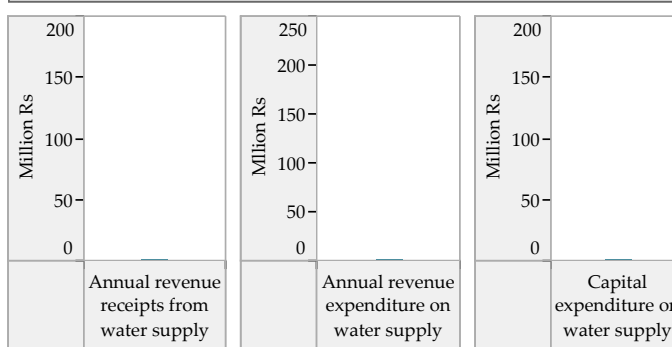 200
150
100
50
0
Million Rs
Annual revenue
receipts from
water supply
250
200
150
100
50
0
MIlion Rs
Annual revenue
expenditure on
water supply
200
150
100
50
0
Million Rs
Capital
expenditure on
water supply